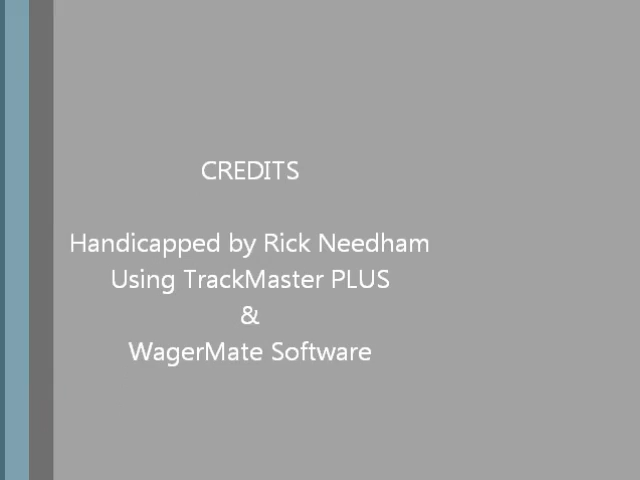 CREDITS
Handicapped by Rick Needham
Using TrackMaster PLUS
&
WagerMate Software